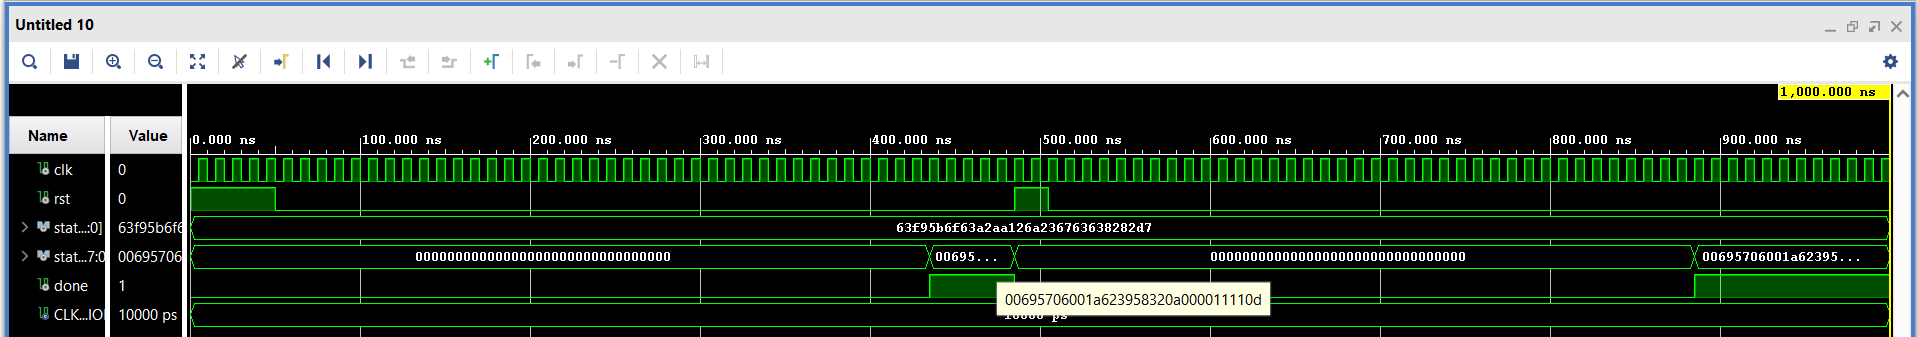 Untitled 10
1,000.000 ns
Name Value
0.000 ns 100.000 ns 200.000 ns 300.000 ns 400.000 ns 500.000 ns 600.000 ns 700.000 ns 800.000 ns 900.000 ns
clk 0
rst 0
stat...:0] 63f95b6f6 63f95b6f63a2aa126a236763638282d7
stat...7:0 00695706 00000000000000000000000000000000 00695... 00000000000000000000000000000000 00695706001a62395...
done 1
00695706001a623958320a000011110d
CLK...IOI 10000 ps 10000 ps